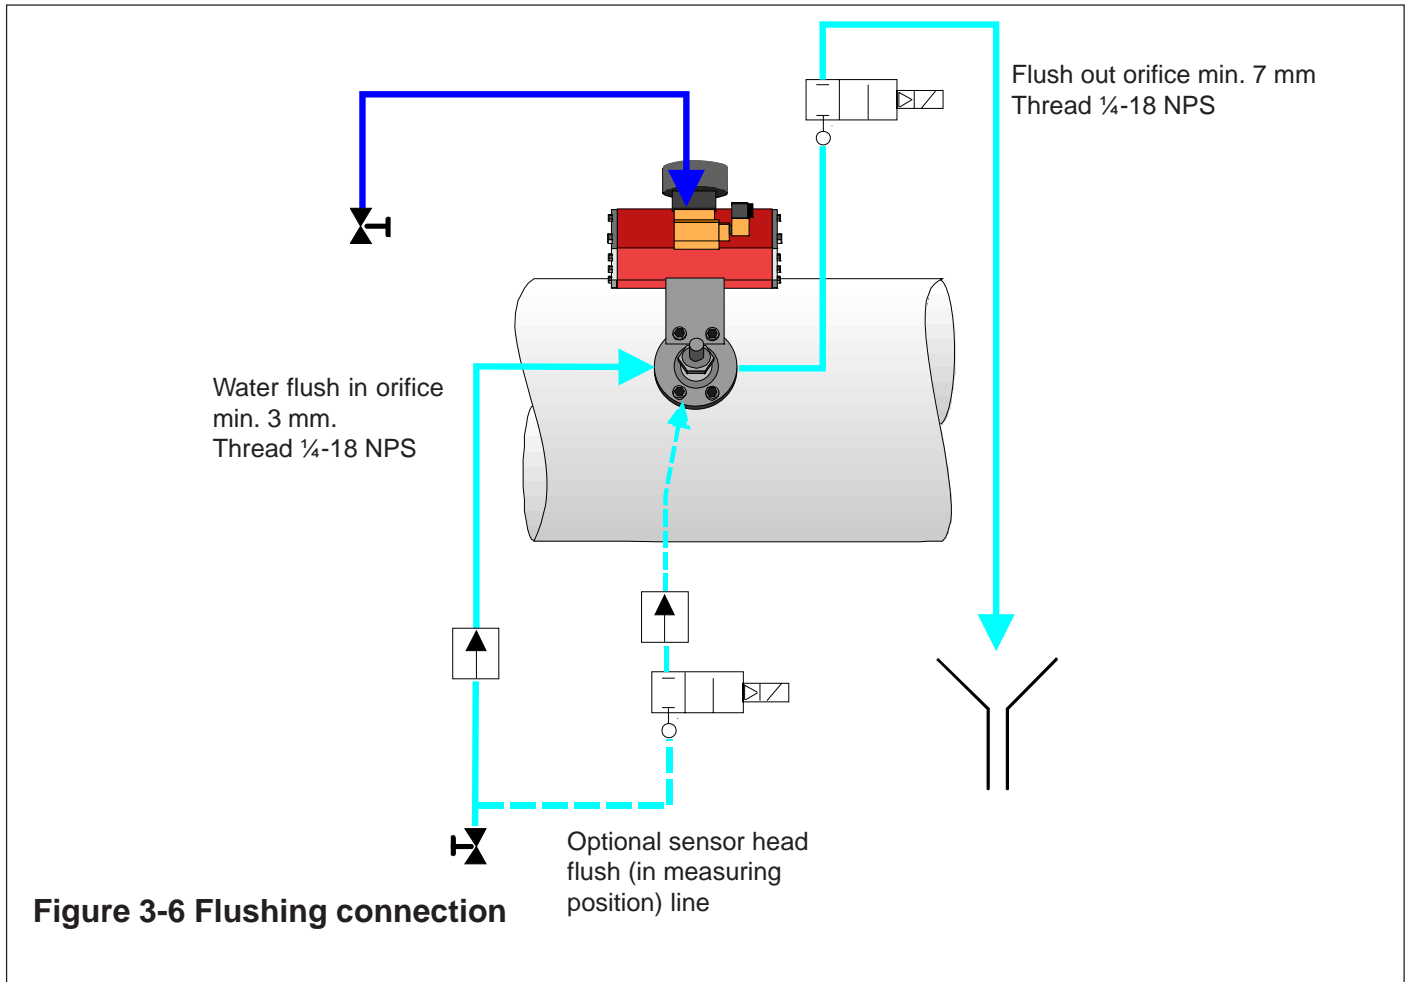 Flush out orifice min. 7 mm
Thread ¼-18 NPS
Water flush in orifice
min. 3 mm.
Thread ¼-18 NPS
Optional sensor head
flush (in measuring
position) line
Figure 3-6 Flushing connection